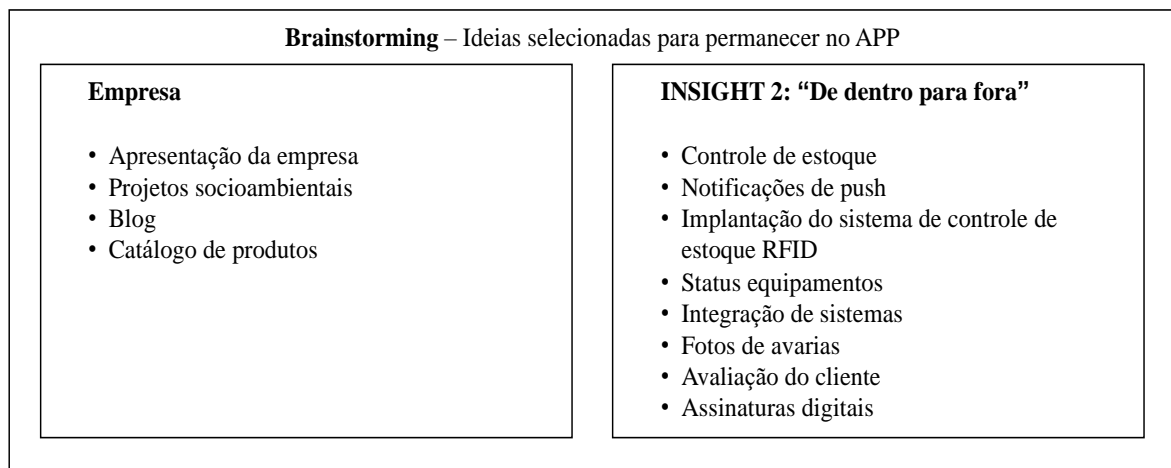 Brainstorming – Ideias selecionadas para permanecer no APP
Empresa
• Apresentação da empresa
• Projetos socioambientais
• Blog
• Catálogo de produtos
INSIGHT 2: “De dentro para fora”
• Controle de estoque
• Notificações de push
• Implantação do sistema de controle de
estoque RFID
• Status equipamentos
• Integração de sistemas
• Fotos de avarias
• Avaliação do cliente
• Assinaturas digitais